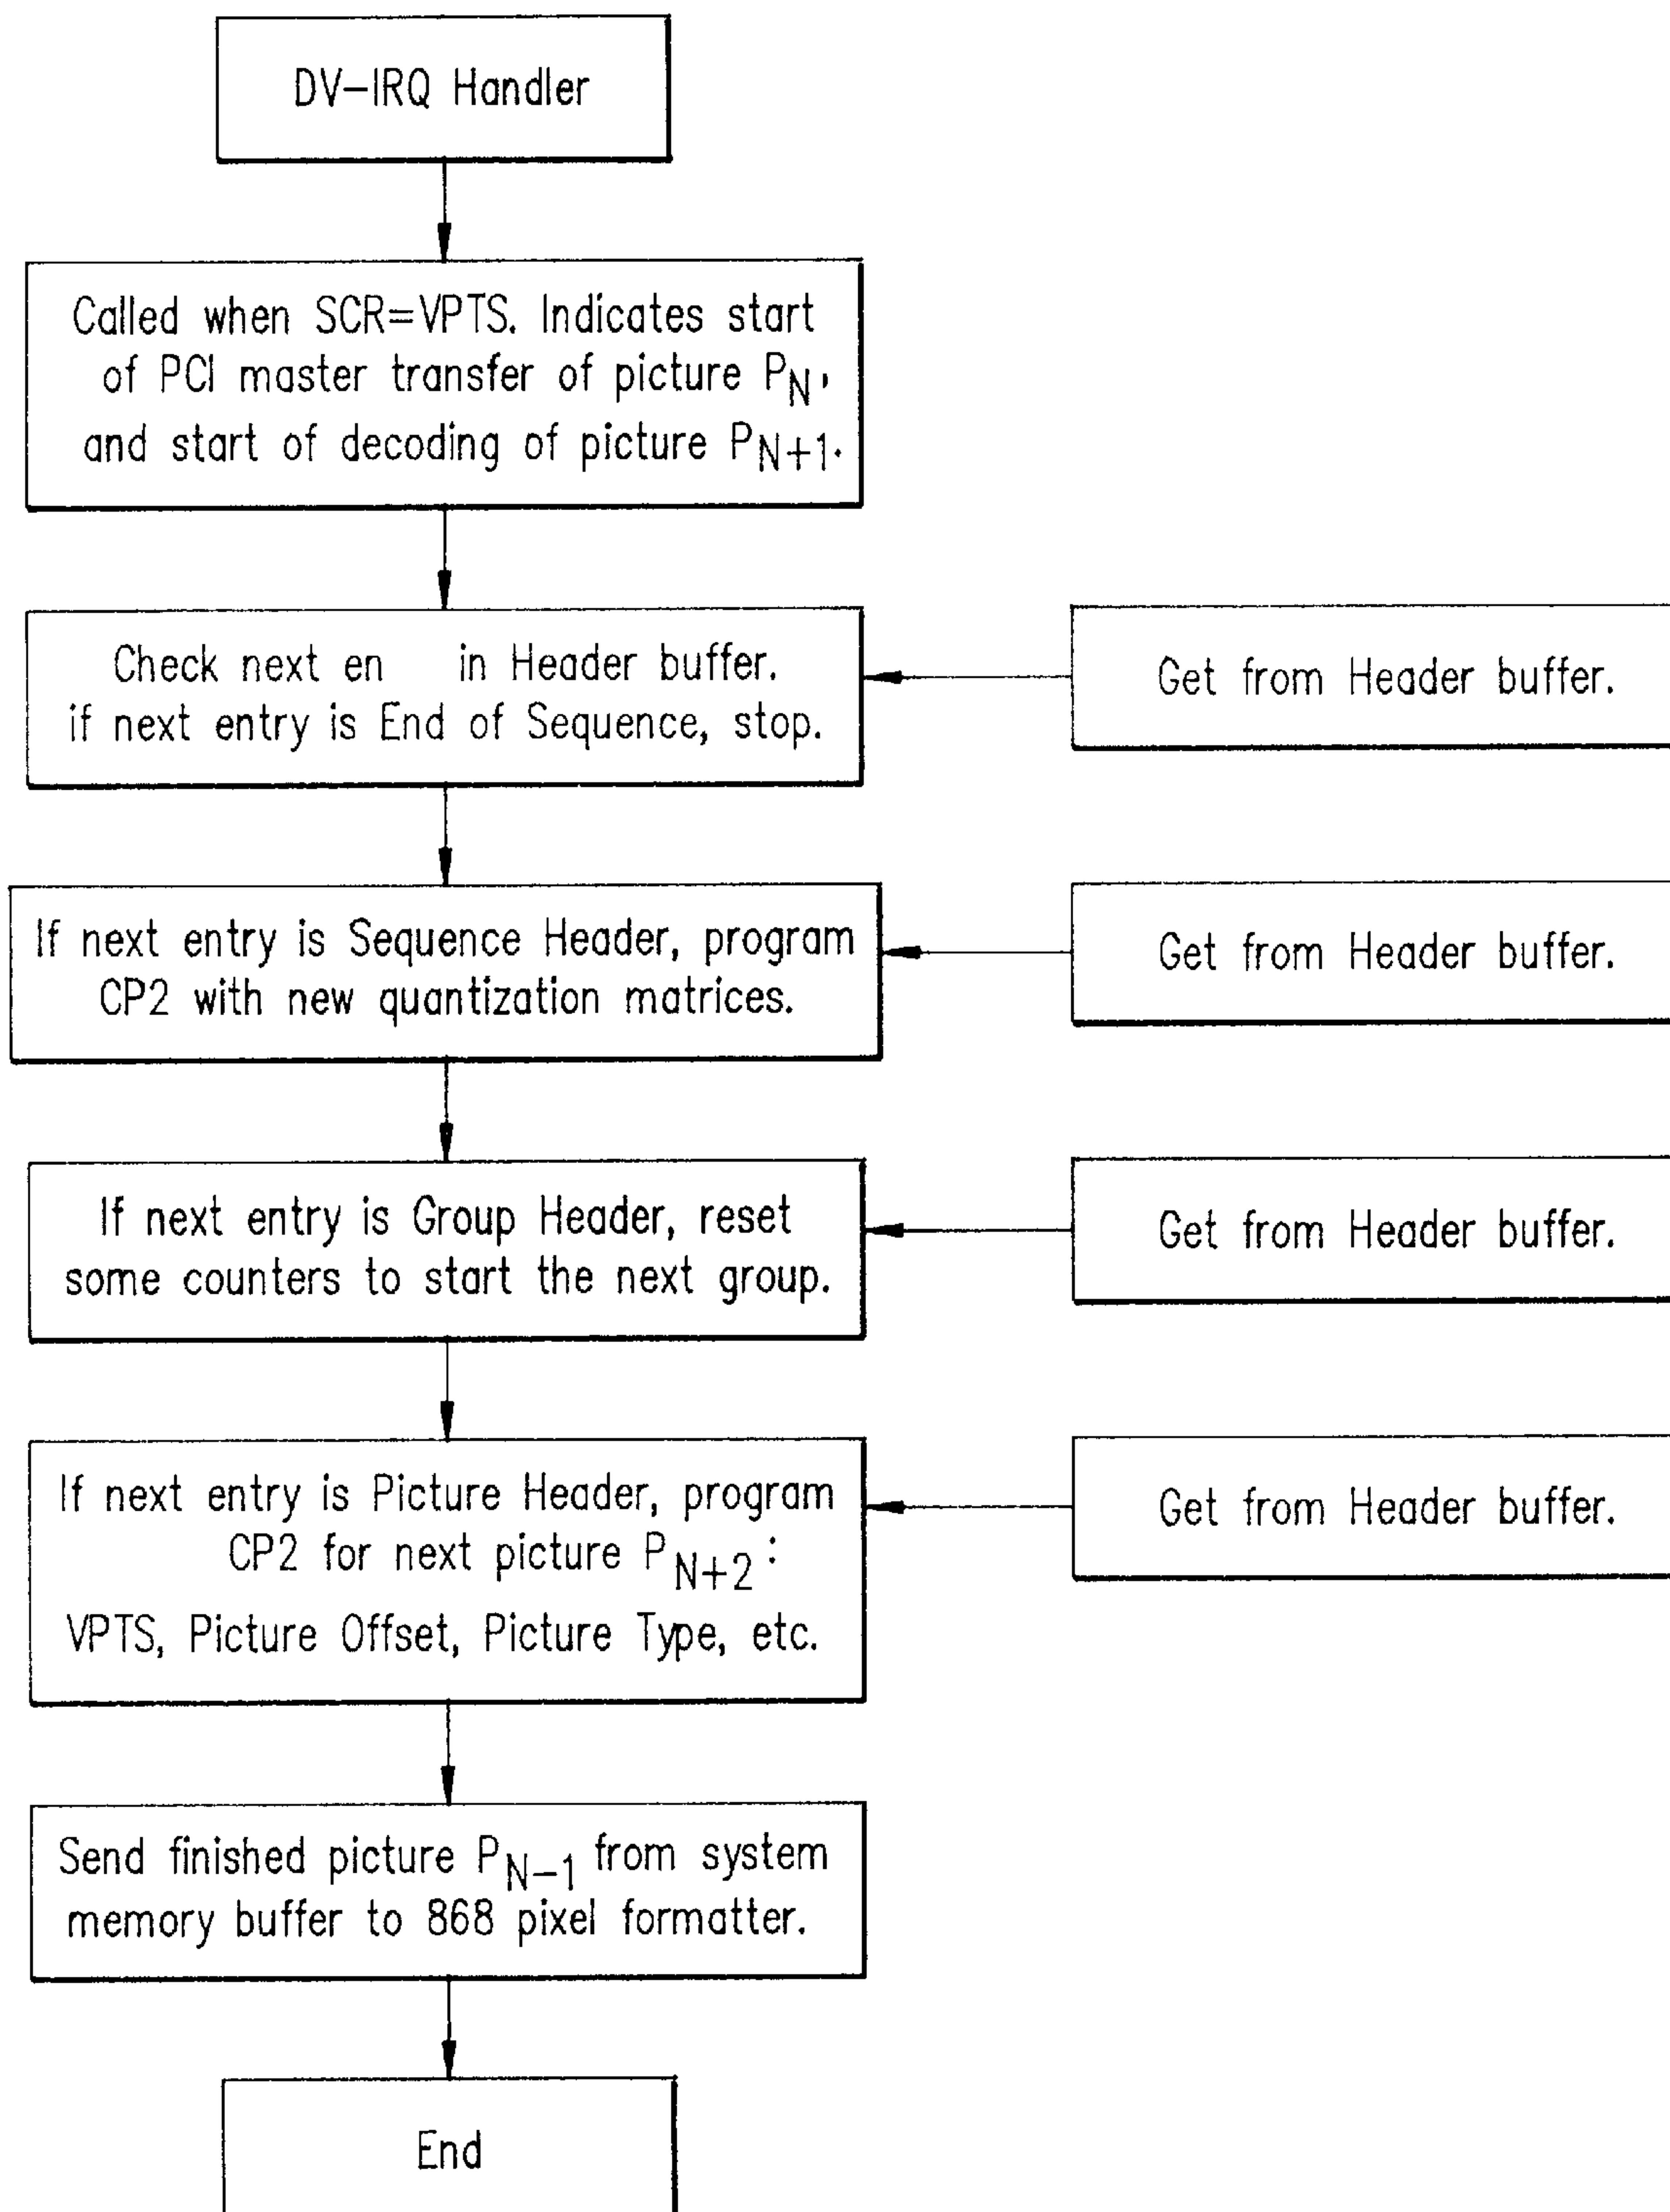 DV-IRQ Handler
Called when SCR=VPTS. Indicates start
of PCI master transfer of picture P_N,
and start of decoding of picture P_N+1.
Check next en in Header buffer.
if next entry is End of Sequence, stop.
Get from Header buffer.
If next entry is Sequence Header, program
CP2 with new quantization matrices.
Get from Header buffer.
If next entry is Group Header, reset
some counters to start the next group.
Get from Header buffer.
If next entry is Picture Header, program
CP2 for next picture P_N+2:
VPTS, Picture Offset, Picture Type, etc.
Get from Header buffer.
Send finished picture P_N-1 from system
memory buffer to 868 pixel formatter.
End